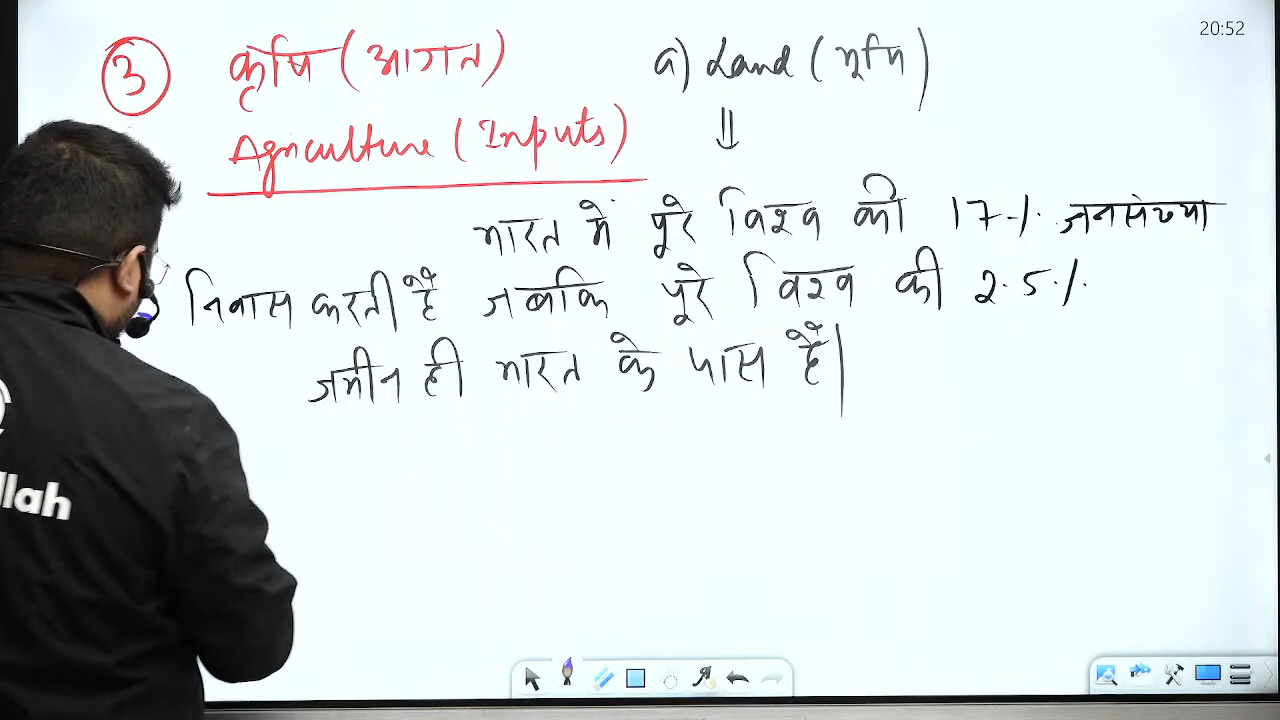 20:52
3 कृषि (आगत)
Agriculture (Inputs)
a) Land (भूमि)
भारत में पूरे विश्व की 17% जनसंख्या
निवास करती हैं जबकि पूरे विश्व की 2.5%
जमीन ही भारत के पास हैं।
llah